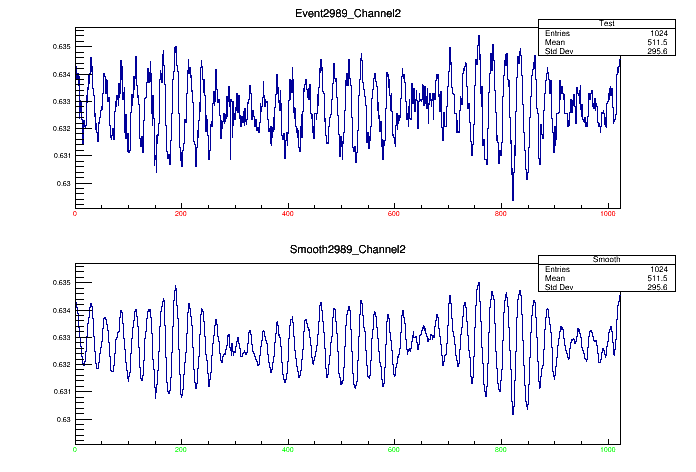 Event2989_Channel2
Test
Entries 1024
Mean 511.5
Std Dev 295.6
0.635
0.634
0.633
0.632
0.631
0.63
0 200 400 600 800 1000
Smooth2989_Channel2
Smooth
Entries 1024
Mean 511.5
Std Dev 295.6
0.635
0.634
0.633
0.632
0.631
0.63
0 200 400 600 800 1000